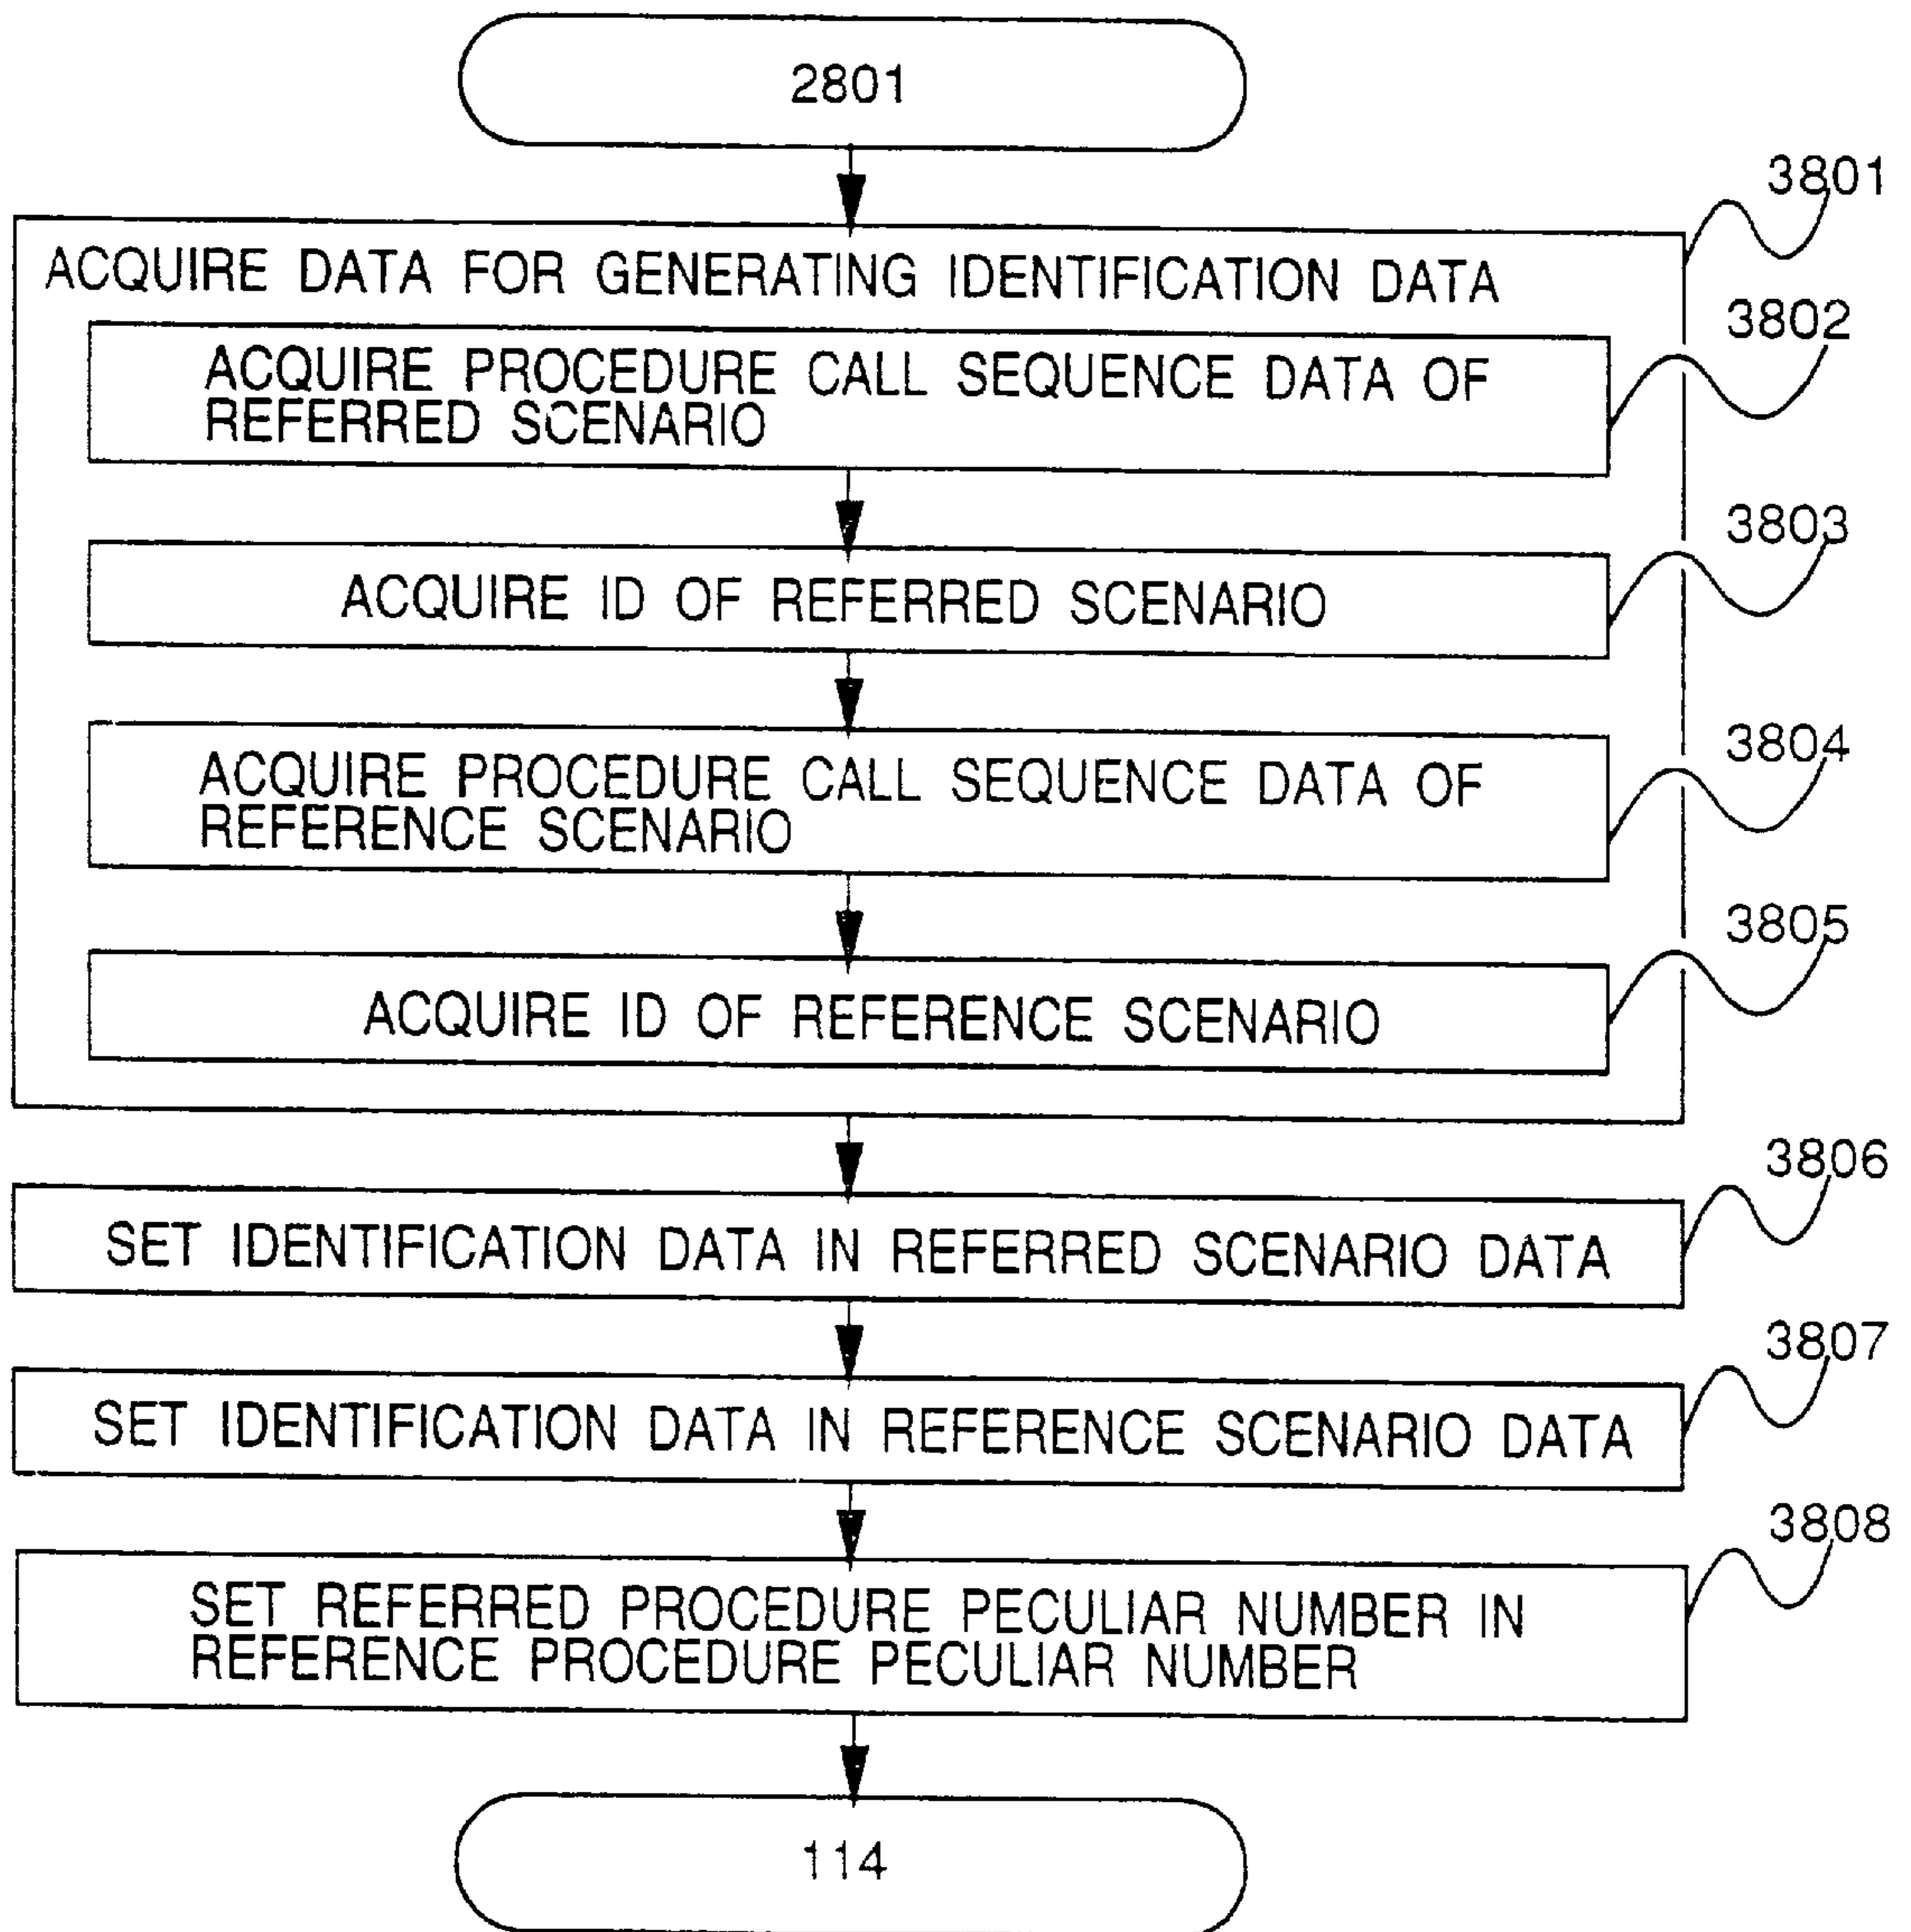 2801
3801
ACQUIRE DATA FOR GENERATING IDENTIFICATION DATA
3802
ACQUIRE PROCEDURE CALL SEQUENCE DATA OF
REFERRED SCENARIO
3803
ACQUIRE ID OF REFERRED SCENARIO
3804
ACQUIRE PROCEDURE CALL SEQUENCE DATA OF
REFERENCE SCENARIO
3805
ACQUIRE ID OF REFERENCE SCENARIO
3806
SET IDENTIFICATION DATA IN REFERRED SCENARIO DATA
3807
SET IDENTIFICATION DATA IN REFERENCE SCENARIO DATA
3808
SET REFERRED PROCEDURE PECULIAR NUMBER IN
REFERENCE PROCEDURE PECULIAR NUMBER
114